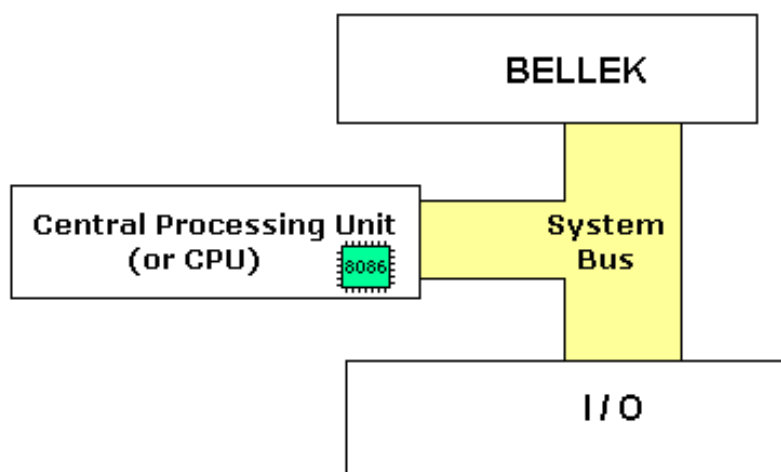 BELLEK
Central Processing Unit
(or CPU)
8086
System
Bus
I / O